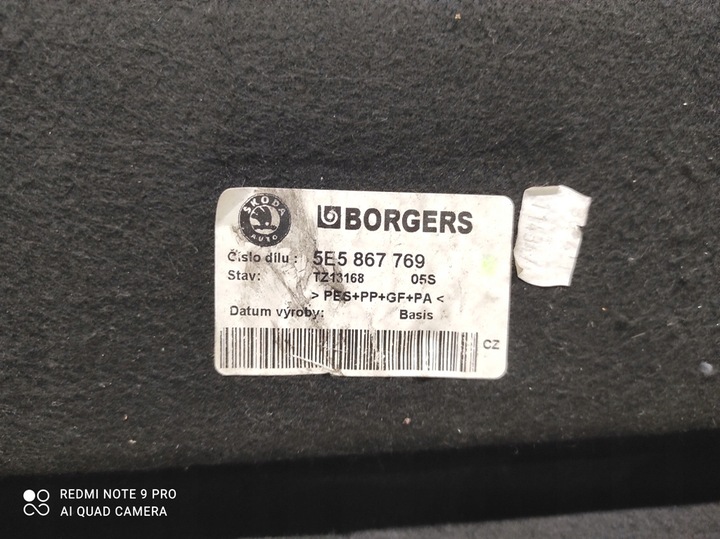 ŠKODA
AUTO
BORGERS
Číslo dílu : 5E5 867 769
Stav: TZ13168 05S
> PES+PP+GF+PA <
Datum výroby: Basis
CZ
REDMI NOTE 9 PRO
AI QUAD CAMERA